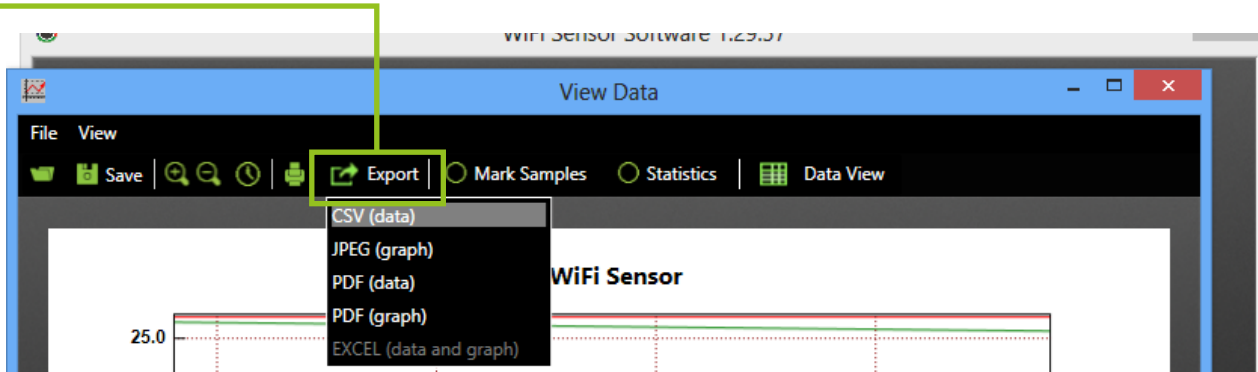 WiFi Sensor Software 1.29.57
View Data
File View
Save Export Mark Samples Statistics Data View
CSV (data)
JPEG (graph)
PDF (data)
PDF (graph)
EXCEL (data and graph)
WiFi Sensor
25.0